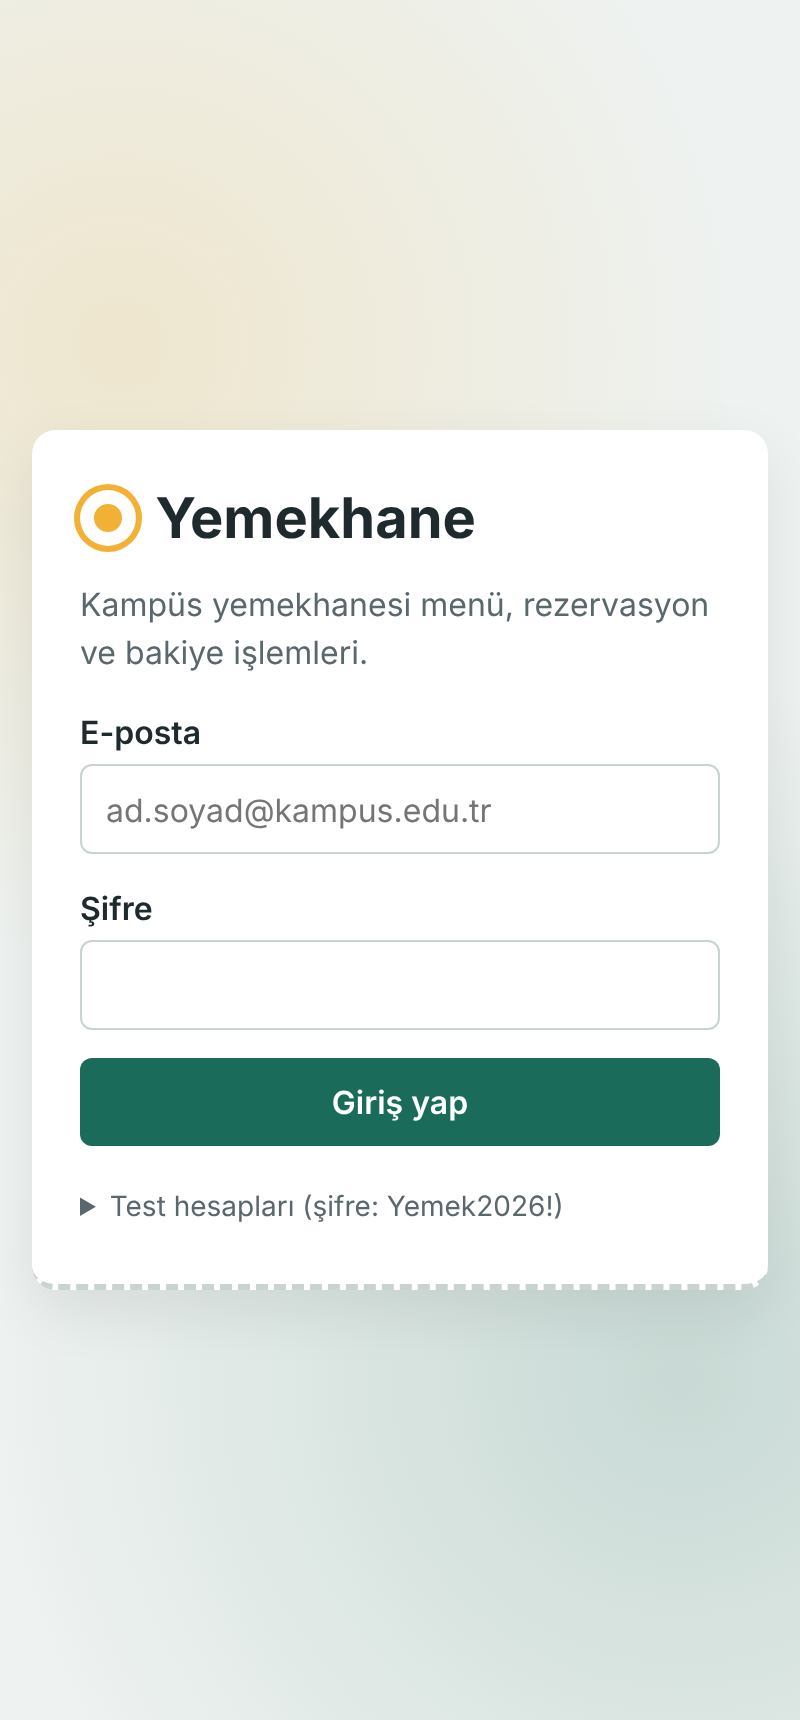 Yemekhane
Kampüs yemekhanesi menü, rezervasyon
ve bakiye işlemleri.
E-posta
ad.soyad@kampus.edu.tr
Şifre
Giriş yap
Test hesapları (şifre: Yemek2026!)